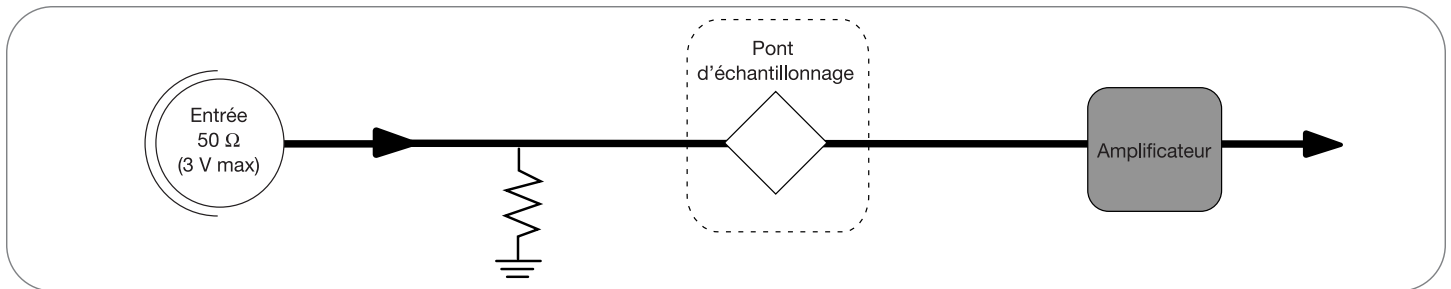 Entrée
50 Ω
(3 V max)
Pont
d'échantillonnage
Amplificateur